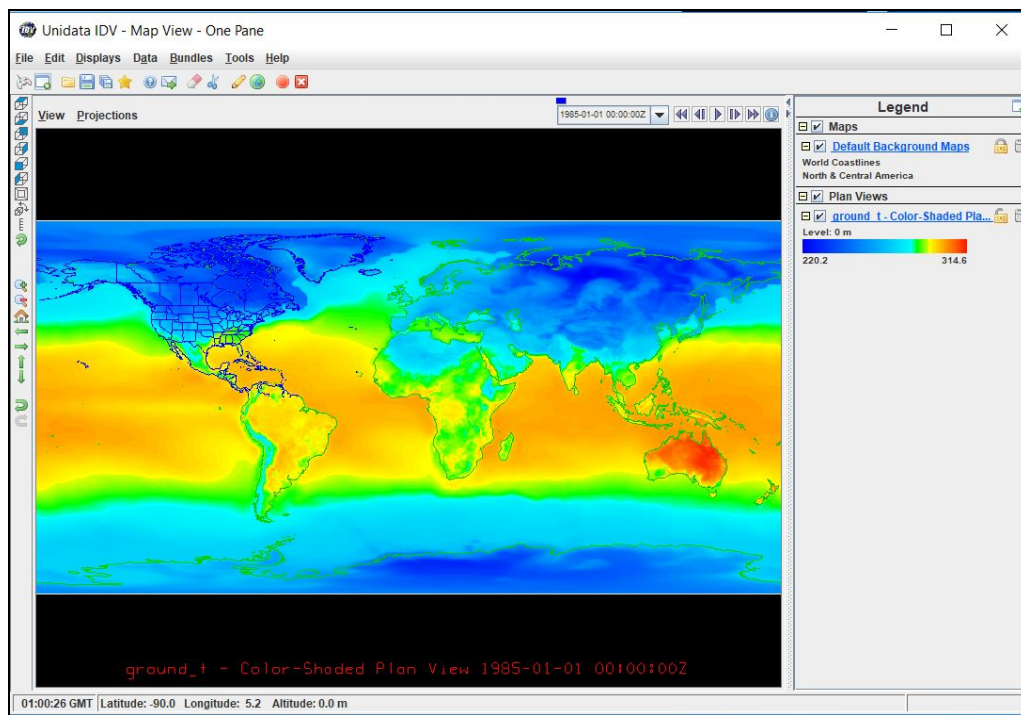 Unidata IDV - Map View - One Pane
File Edit Displays Data Bundles Tools Help
View Projections
1985-01-01 00:00:00Z
Legend
Maps
Default Background Maps
World Coastlines
North & Central America
Plan Views
ground_t - Color-Shaded Pla...
Level: 0 m
220.2 314.6
ground_t - Color-Shaded Plan View 1985-01-01 00:00:00Z
01:00:26 GMT Latitude: -90.0 Longitude: 5.2 Altitude: 0.0 m